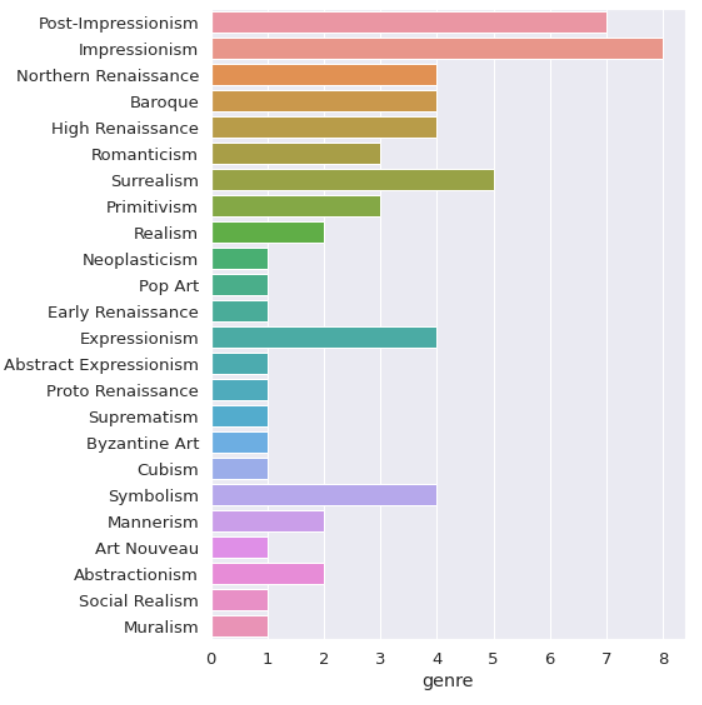 Post-Impressionism
Impressionism
Northern Renaissance
Baroque
High Renaissance
Romanticism
Surrealism
Primitivism
Realism
Neoplasticism
Pop Art
Early Renaissance
Expressionism
Abstract Expressionism
Proto Renaissance
Suprematism
Byzantine Art
Cubism
Symbolism
Mannerism
Art Nouveau
Abstractionism
Social Realism
Muralism
0 1 2 3 4 5 6 7 8
genre